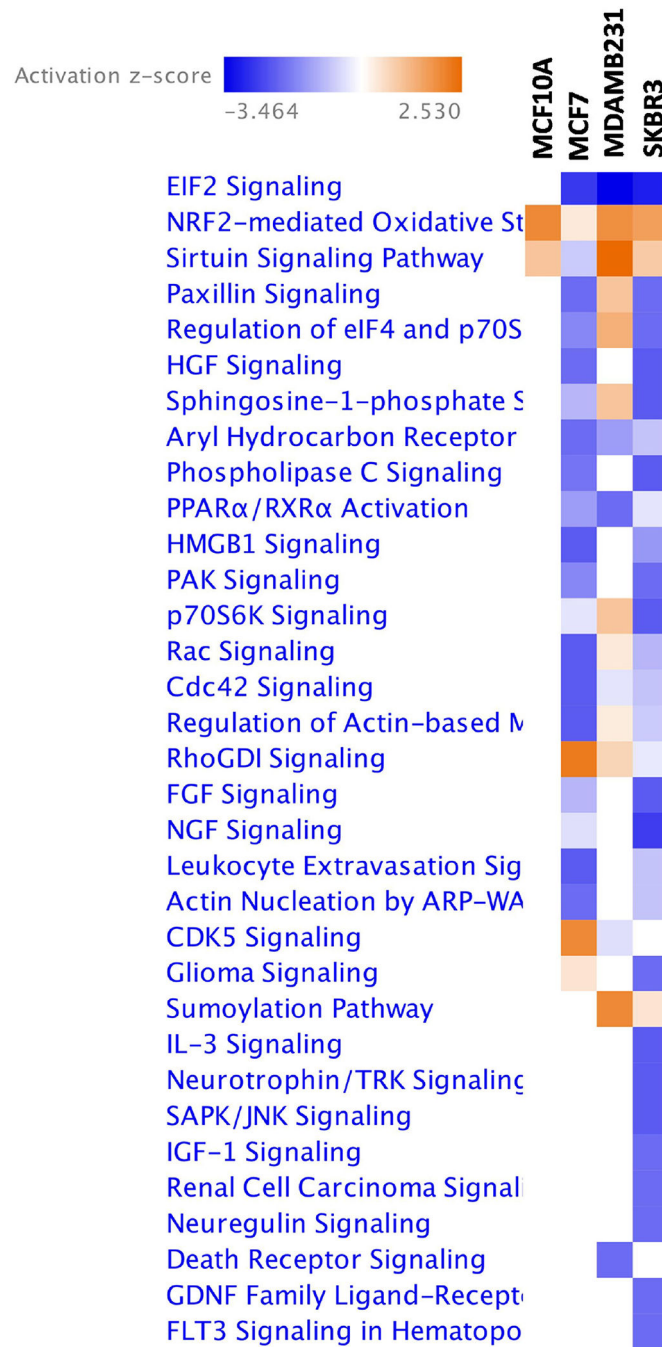 Activation z-score
−3.464 2.530
MCF10A
MCF7
MDAMB231
SKBR3
EIF2 Signaling
NRF2−mediated Oxidative St
Sirtuin Signaling Pathway
Paxillin Signaling
Regulation of eIF4 and p70S
HGF Signaling
Sphingosine−1−phosphate S
Aryl Hydrocarbon Receptor
Phospholipase C Signaling
PPARα/RXRα Activation
HMGB1 Signaling
PAK Signaling
p70S6K Signaling
Rac Signaling
Cdc42 Signaling
Regulation of Actin−based M
RhoGDI Signaling
FGF Signaling
NGF Signaling
Leukocyte Extravasation Sig
Actin Nucleation by ARP−WA
CDK5 Signaling
Glioma Signaling
Sumoylation Pathway
IL−3 Signaling
Neurotrophin/TRK Signaling
SAPK/JNK Signaling
IGF−1 Signaling
Renal Cell Carcinoma Signali
Neuregulin Signaling
Death Receptor Signaling
GDNF Family Ligand−Recepto
FLT3 Signaling in Hematopo